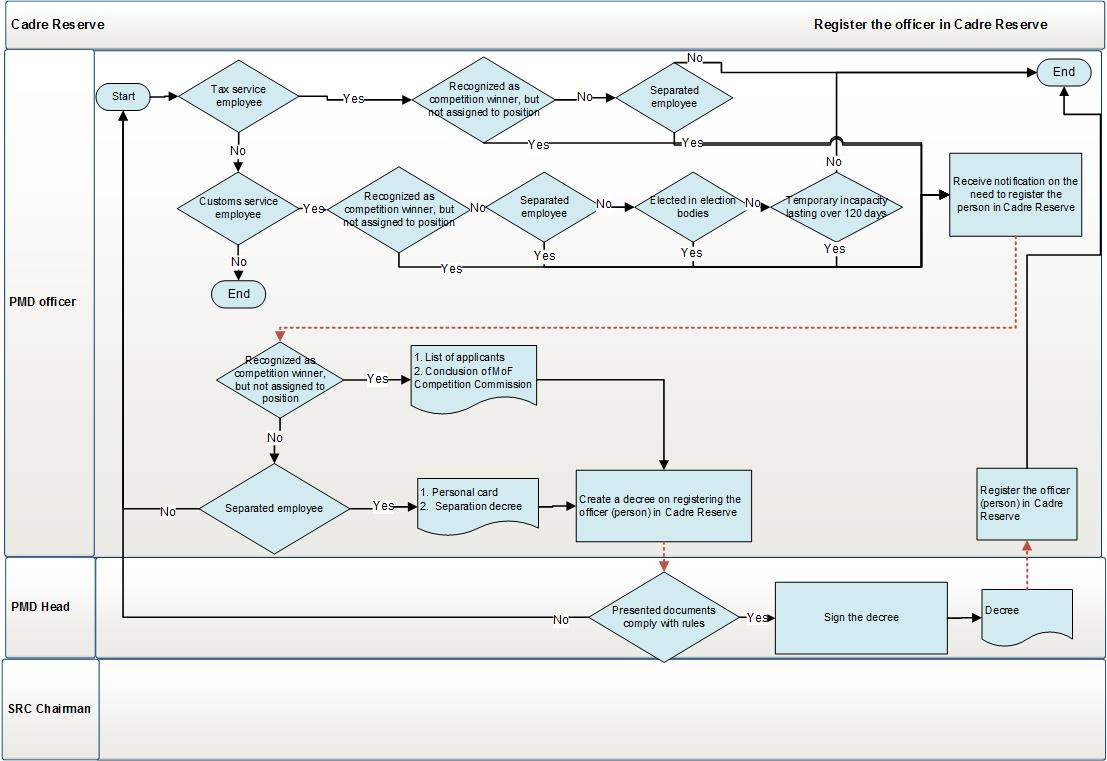 Cadre Reserve
Register the officer in Cadre Reserve
PMD officer
Start
Tax service
employee
Yes
Recognized as
competition winner, but
not assigned to position
No
Separated
employee
No
End
Yes
Yes
No
Customs service
employee
Yes
Recognized as
competition winner, but
not assigned to position
No
Separated
employee
No
Elected in election
bodies
No
Temporary incapacity
lasting over 120 days
No
Receive notification on the
need to register the
person in Cadre Reserve
Yes
Yes
Yes
Yes
No
End
Recognized as
competition winner,
but not assigned to
position
Yes
1. List of applicants
2. Conclusion of MoF
Competition Commission
No
Separated employee
No
Yes
1. Personal card
2. Separation decree
Create a decree on registering the
officer (person) in Cadre Reserve
Register the officer
(person) in Cadre
Reserve
PMD Head
No
Presented documents
comply with rules
Yes
Sign the decree
Decree
SRC Chairman